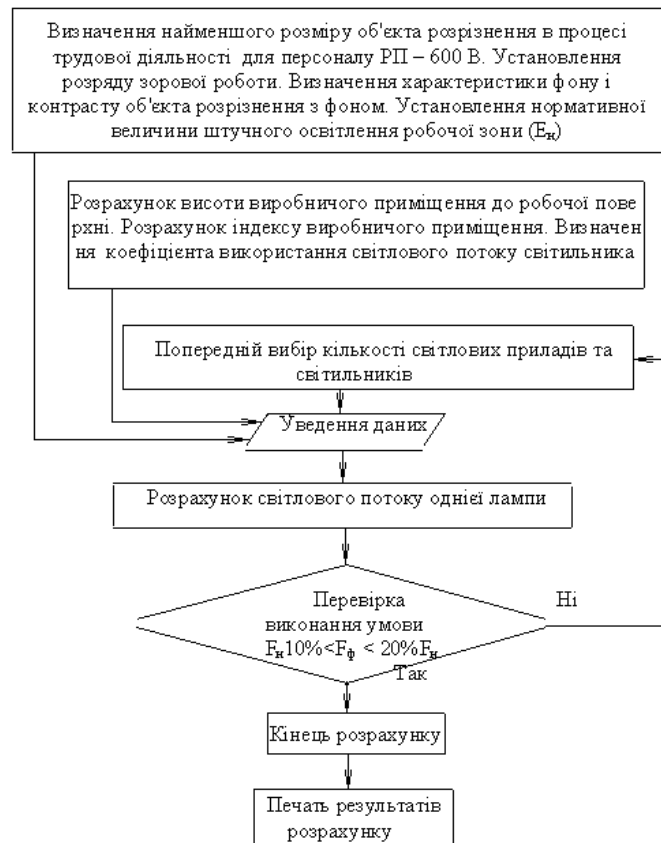 Визначення найменшого розміру об'єкта розрізнення в процесі
трудової діяльності для персоналу РП – 600 В. Установлення
розряду зорової роботи. Визначення характеристики фону і
контрасту об'єкта розрізнення з фоном. Установлення нормативної
величини штучного освітлення робочої зони (Ен)
Розрахунок висоти виробничого приміщення до робочої пове
рхні. Розрахунок індексу виробничого приміщення. Визначен
ня коефіцієнта використання світлового потоку світильника
Попередній вибір кількості світлових приладів та
світильників
Уведення даних
Розрахунок світлового потоку однієї лампи
Перевірка
виконання умови
Fн10%<Fф < 20%Fн
Ні
Так
Кінець розрахунку
Печать результатів
розрахунку